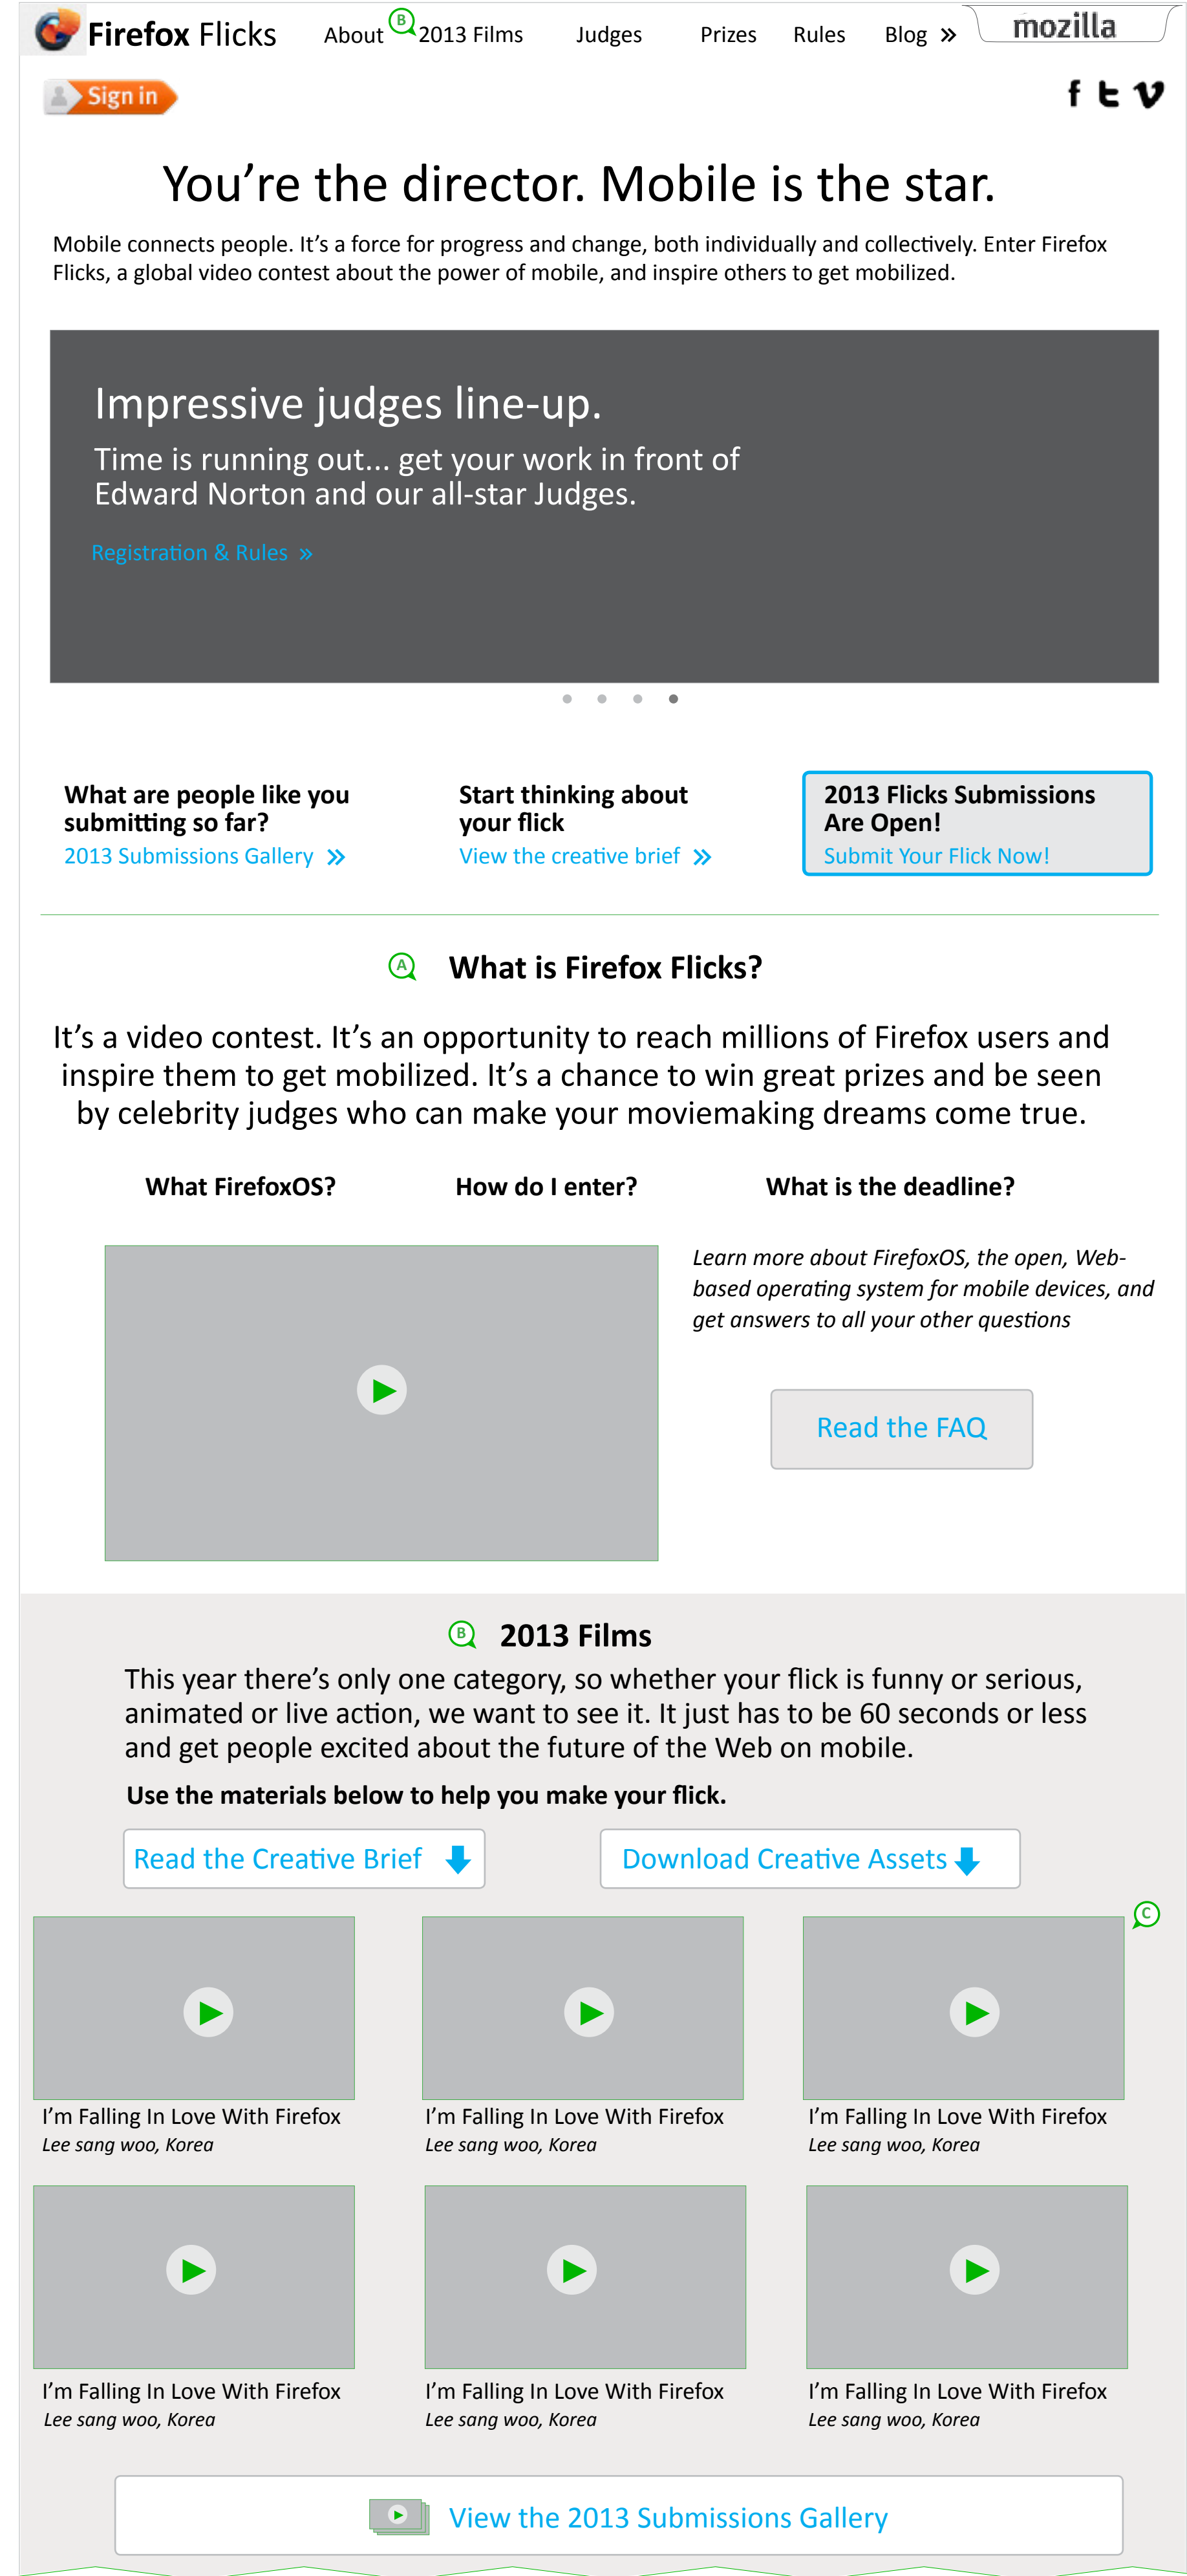 Firefox Flicks About B 2013 Films Judges Prizes Rules Blog » mozilla
Sign in
f t v
You’re the director. Mobile is the star.
Mobile connects people. It’s a force for progress and change, both individually and collectively. Enter Firefox
Flicks, a global video contest about the power of mobile, and inspire others to get mobilized.
Impressive judges line-up.
Time is running out... get your work in front of
Edward Norton and our all-star Judges.
Registration & Rules »
What are people like you
submitting so far?
2013 Submissions Gallery »
Start thinking about
your flick
View the creative brief »
2013 Flicks Submissions
Are Open!
Submit Your Flick Now!
A What is Firefox Flicks?
It’s a video contest. It’s an opportunity to reach millions of Firefox users and
inspire them to get mobilized. It’s a chance to win great prizes and be seen
by celebrity judges who can make your moviemaking dreams come true.
What FirefoxOS? How do I enter? What is the deadline?
Learn more about FirefoxOS, the open, Web-
based operating system for mobile devices, and
get answers to all your other questions
Read the FAQ
B 2013 Films
This year there’s only one category, so whether your flick is funny or serious,
animated or live action, we want to see it. It just has to be 60 seconds or less
and get people excited about the future of the Web on mobile.
Use the materials below to help you make your flick.
Read the Creative Brief Download Creative Assets
C
I’m Falling In Love With Firefox
Lee sang woo, Korea
I’m Falling In Love With Firefox
Lee sang woo, Korea
I’m Falling In Love With Firefox
Lee sang woo, Korea
I’m Falling In Love With Firefox
Lee sang woo, Korea
I’m Falling In Love With Firefox
Lee sang woo, Korea
I’m Falling In Love With Firefox
Lee sang woo, Korea
View the 2013 Submissions Gallery